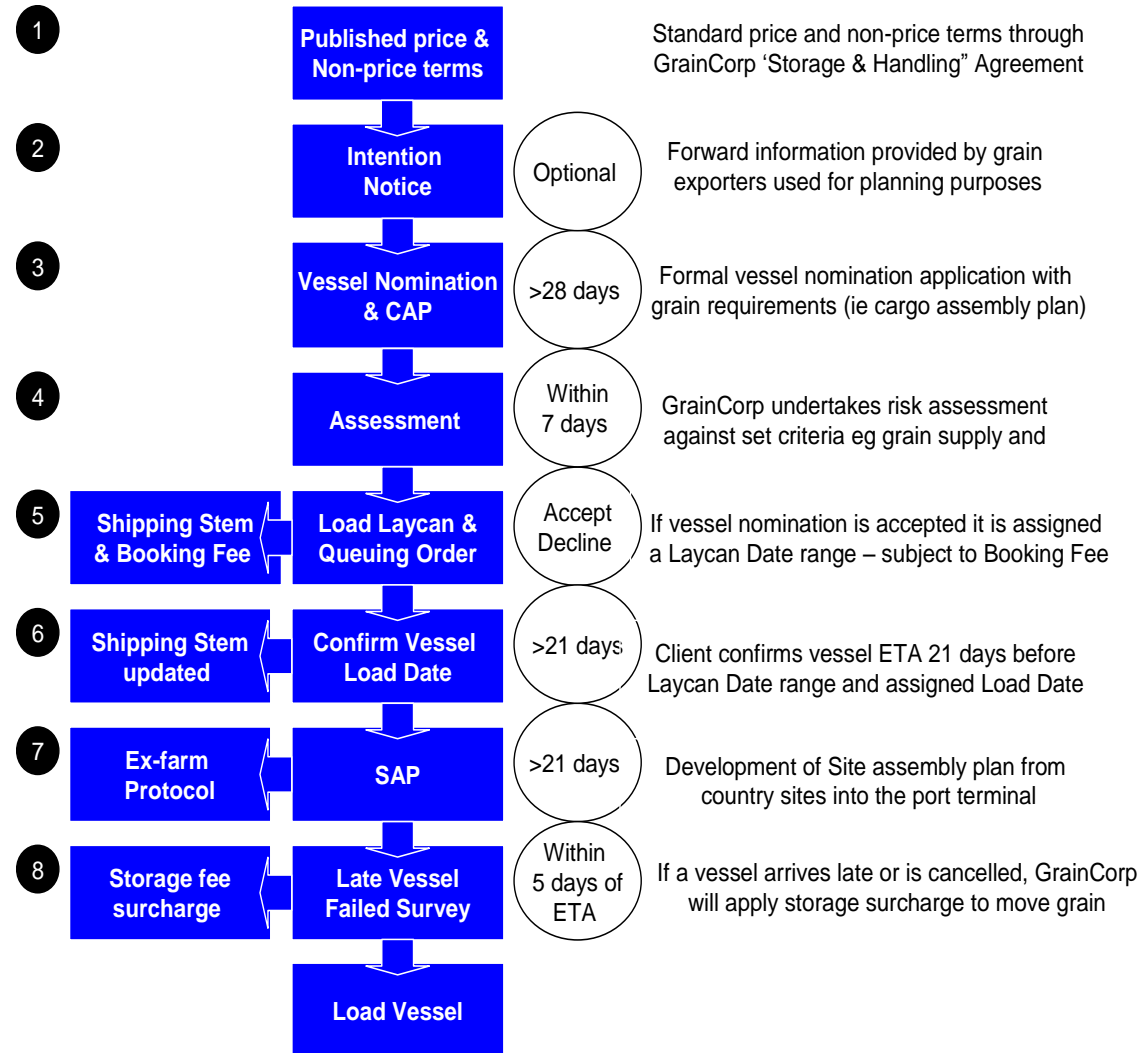 1
Published price &
Non-price terms
Standard price and non-price terms through
GrainCorp ‘Storage & Handling” Agreement
2
Intention
Notice
Optional
Forward information provided by grain
exporters used for planning purposes
3
Vessel Nomination
& CAP
>28 days
Formal vessel nomination application with
grain requirements (ie cargo assembly plan)
4
Assessment
Within
7 days
GrainCorp undertakes risk assessment
against set criteria eg grain supply and
5
Shipping Stem
& Booking Fee
Load Laycan &
Queuing Order
Accept
Decline
If vessel nomination is accepted it is assigned
a Laycan Date range – subject to Booking Fee
6
Shipping Stem
updated
Confirm Vessel
Load Date
>21 days
Client confirms vessel ETA 21 days before
Laycan Date range and assigned Load Date
7
Ex-farm
Protocol
SAP
>21 days
Development of Site assembly plan from
country sites into the port terminal
8
Storage fee
surcharge
Late Vessel
Failed Survey
Within
5 days of
ETA
If a vessel arrives late or is cancelled, GrainCorp
will apply storage surcharge to move grain
Load Vessel